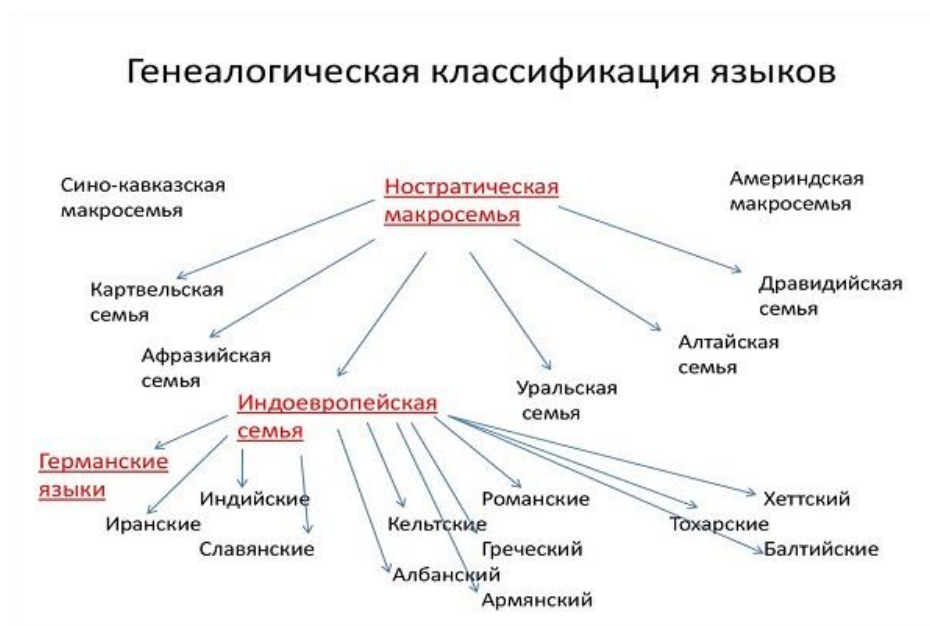 Генеалогическая классификация языков
Сино-кавказская
макросемья
Ностратическая
макросемья
Америндская
макросемья
Картвельская
семья
Дравидийская
семья
Афразийская
семья
Алтайская
семья
Уральская
семья
Индоевропейская
семья
Германские
языки
Индийские
Романские
Хеттский
Иранские
Кельтские
Тохарские
Славянские
Греческий
Балтийские
Албанский
Армянский